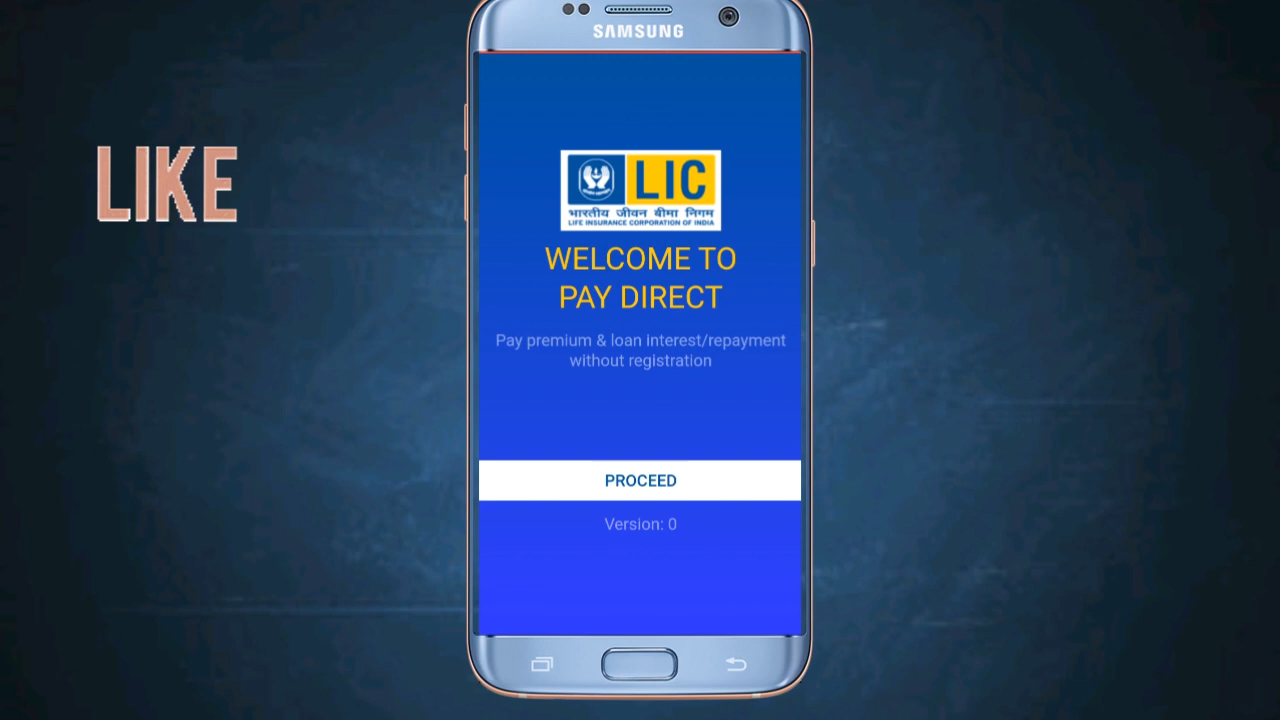 SAMSUNG
LIKE
LIC
भारतीय जीवन बीमा निगम
LIFE INSURANCE CORPORATION OF INDIA
WELCOME TO
PAY DIRECT
Pay premium & loan interest/repayment
without registration
PROCEED
Version: 0